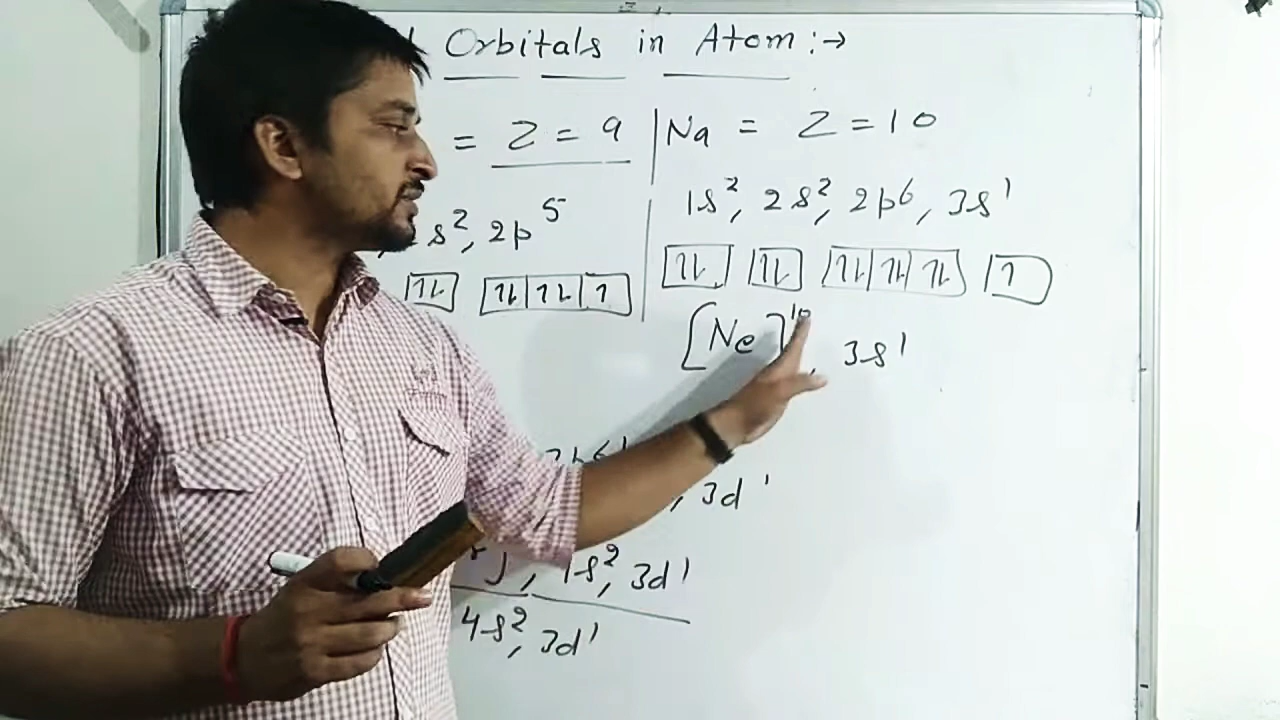 Orbitals in Atom :→
= Z = 9
s², 2p⁵
⥮ ⥮ ⥮ ↿
Na = Z = 10
1s², 2s², 2p⁶, 3s¹
⥮ ⥮ ⥮ ⥮ ⥮ ↿
[Ne]¹⁰, 3s¹
, 3d¹
], 1s², 3d¹
4s², 3d¹